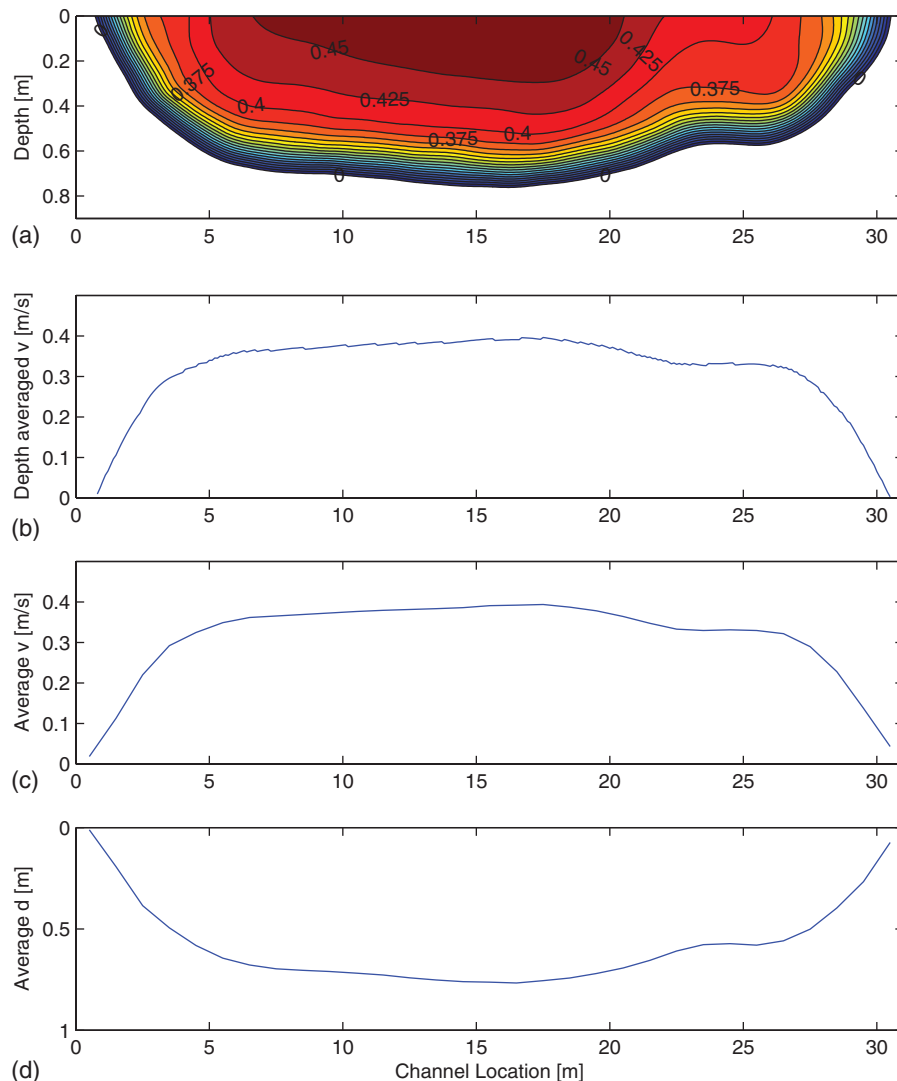 0
0.2
0.4
0.6
0.8
Depth [m]
0
0.375
0.4
0.45
0.425
0.375
0.4
0.45
0.425
0.375
0
0
0
0 5 10 15 20 25 30
(a)
Depth averaged v [m/s]
0.4
0.3
0.2
0.1
0
0 5 10 15 20 25 30
(b)
Average v [m/s]
0.4
0.3
0.2
0.1
0
0 5 10 15 20 25 30
(c)
Average d [m]
0
0.5
1
0 5 10 15 20 25 30
Channel Location [m]
(d)